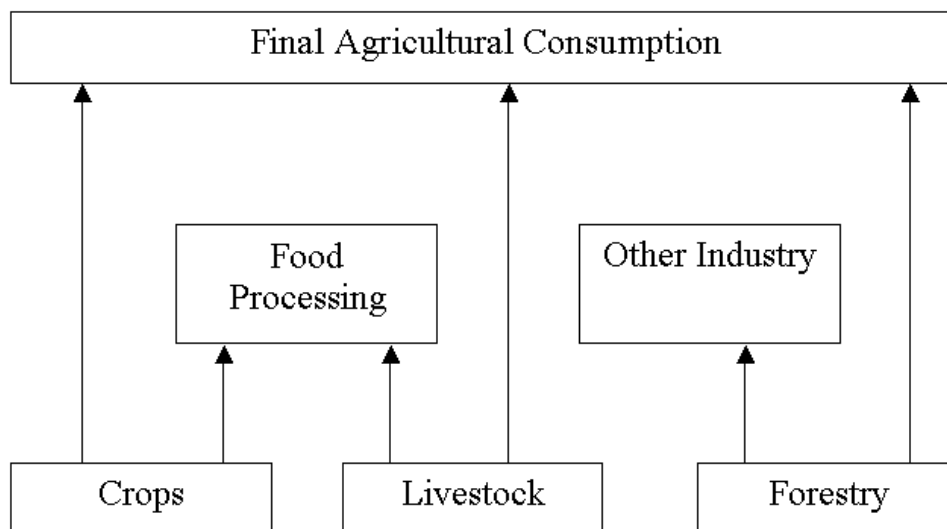 Final Agricultural Consumption
Food
Processing
Other Industry
Crops
Livestock
Forestry